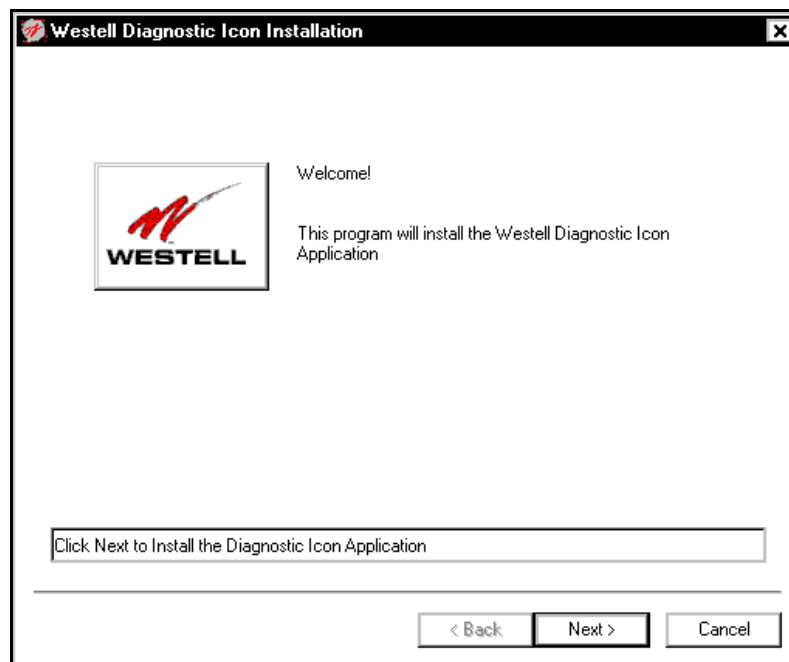 Westell Diagnostic Icon Installation
WESTELL
Welcome!
This program will install the Westell Diagnostic Icon
Application
Click Next to Install the Diagnostic Icon Application
< Back
Next >
Cancel